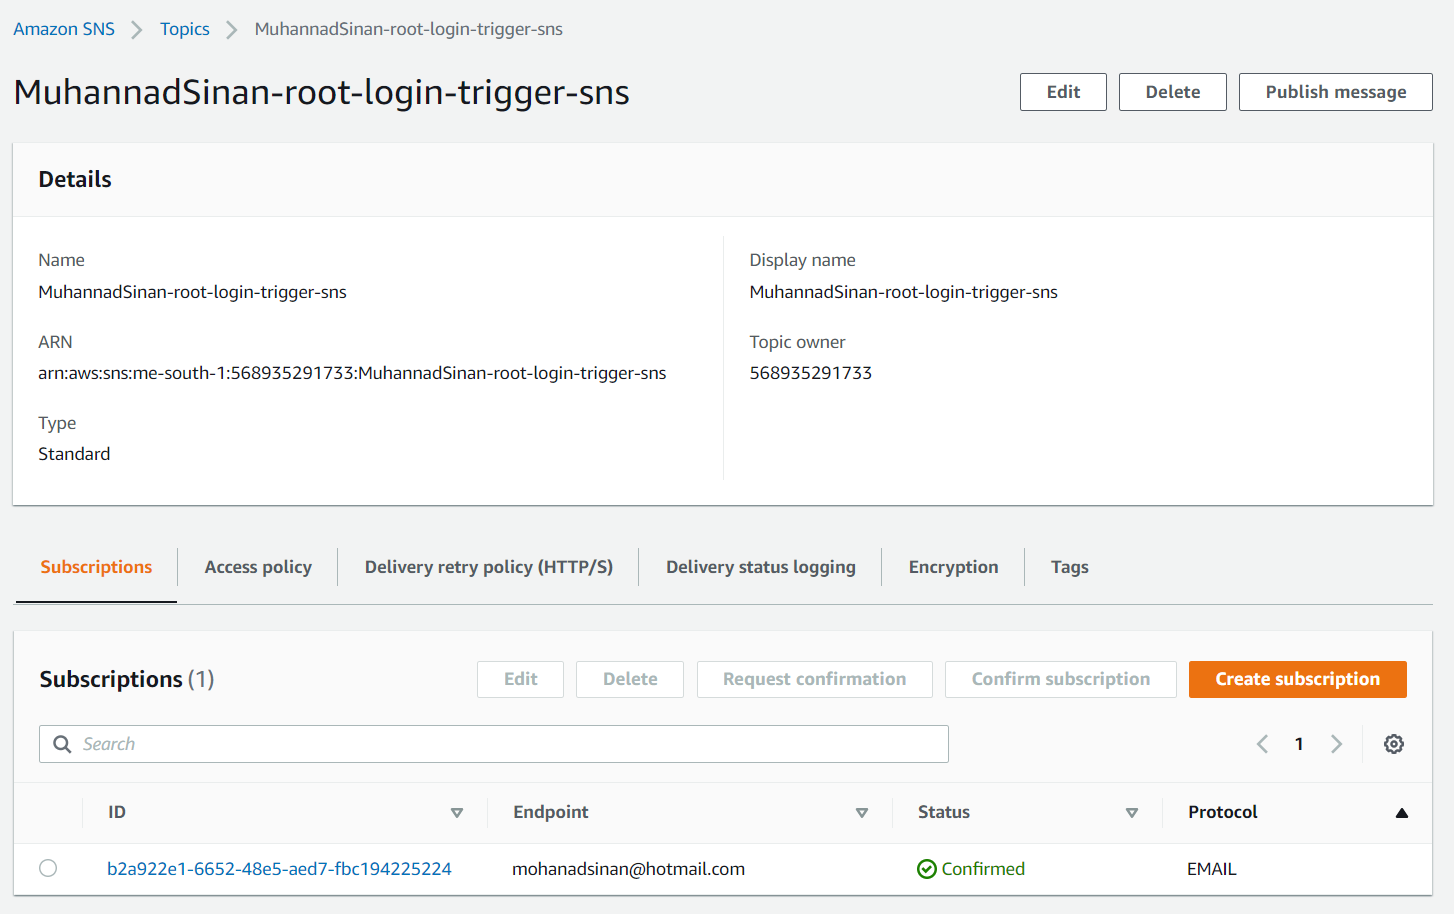 Amazon SNS > Topics > MuhannadSinan-root-login-trigger-sns
MuhannadSinan-root-login-trigger-sns
Edit Delete Publish message
Details
Name
MuhannadSinan-root-login-trigger-sns
ARN
arn:aws:sns:me-south-1:568935291733:MuhannadSinan-root-login-trigger-sns
Type
Standard
Display name
MuhannadSinan-root-login-trigger-sns
Topic owner
568935291733
Subscriptions Access policy Delivery retry policy (HTTP/S) Delivery status logging Encryption Tags
Subscriptions (1)
Edit Delete Request confirmation Confirm subscription Create subscription
Search
1
ID Endpoint Status Protocol
b2a922e1-6652-48e5-aed7-fbc194225224 mohanadsinan@hotmail.com Confirmed EMAIL